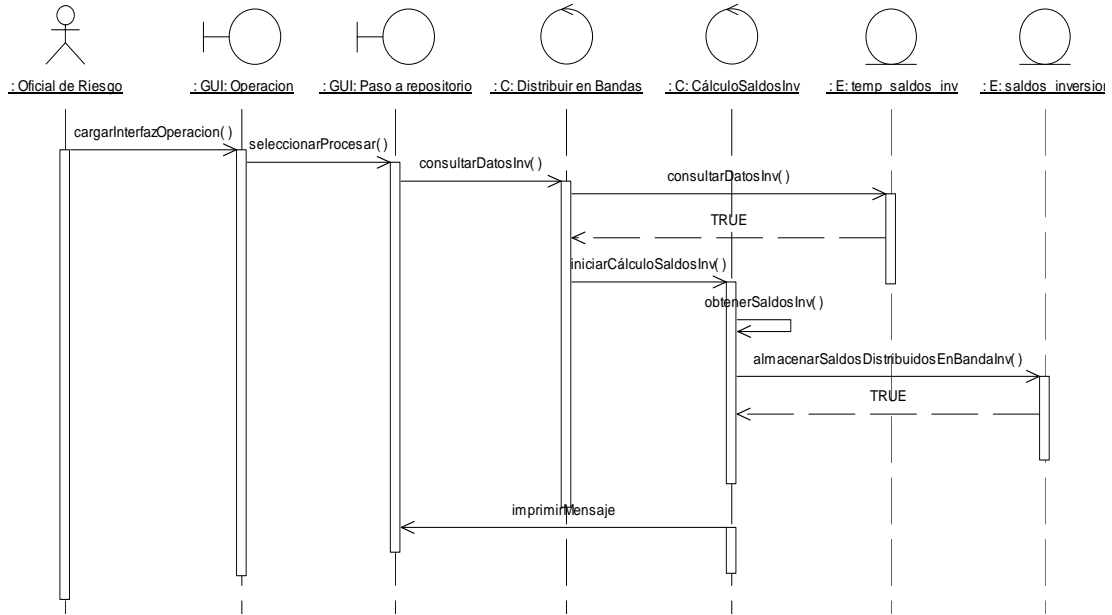 : Oficial de Riesgo
: GUI: Operacion
: GUI: Paso a repositorio
: C: Distribuir en Bandas
: C: CálculoSaldosInv
: E: temp_saldos_inv
: E: saldos_inversion
cargarInterfazOperacion( )
seleccionarProcesar( )
consultarDatosInv( )
consultarDatosInv( )
TRUE
iniciarCálculoSaldosInv( )
obtenerSaldosInv( )
almacenarSaldosDistribuidosEnBandaInv( )
TRUE
imprimirMensaje